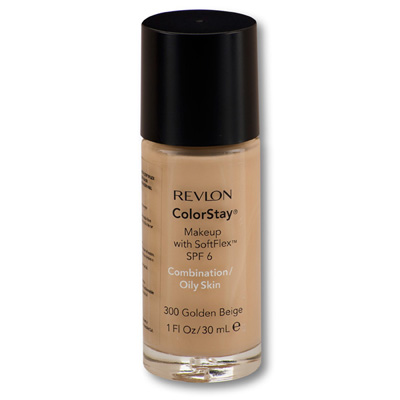 REVLON
ColorStay®
Makeup
with SoftFlex™
SPF 6
Combination/
Oily Skin
300 Golden Beige
1 Fl Oz/30 mL ℮